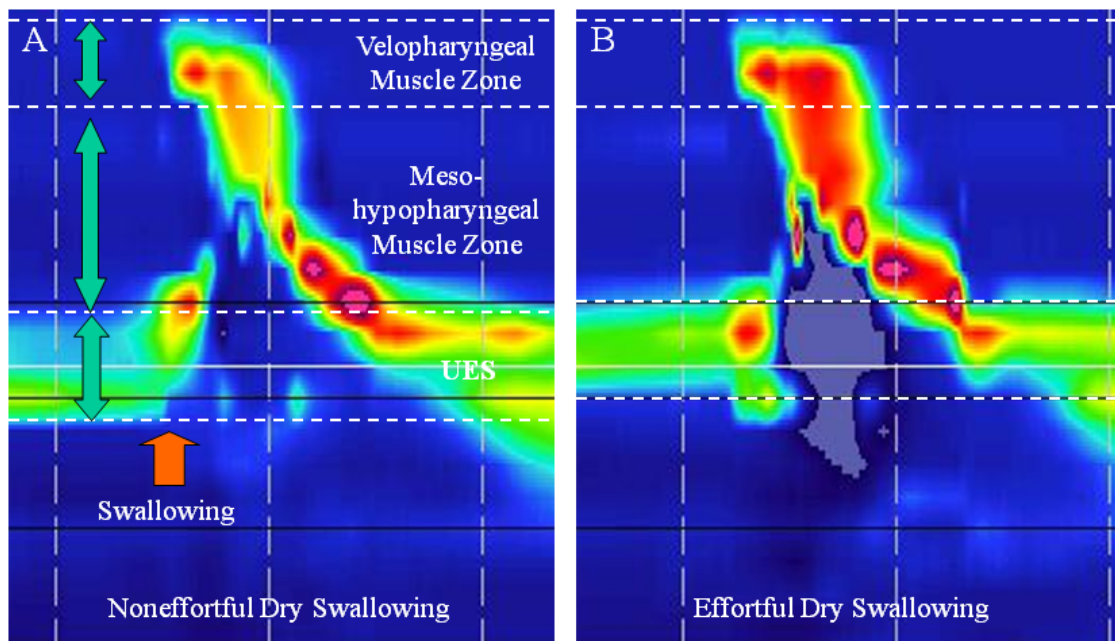 A
Velopharyngeal
Muscle Zone
Meso-
hypopharyngeal
Muscle Zone
UES
Swallowing
Noneffortful Dry Swallowing
B
Effortful Dry Swallowing